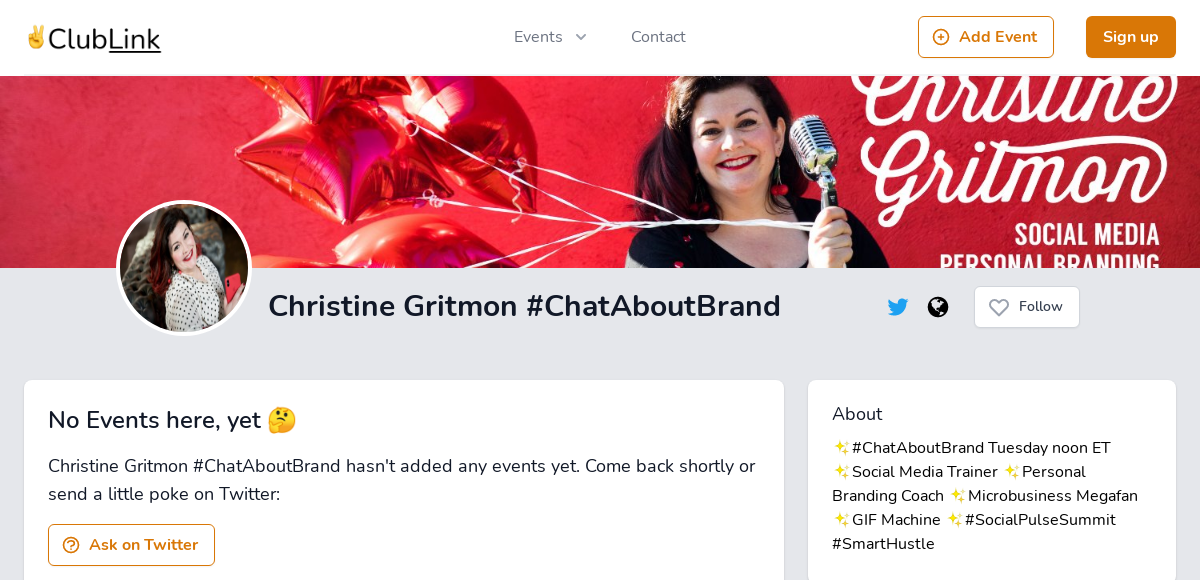 ✌️ClubLink
Events
Contact
Add Event
Sign up
Christine
Gritmon
SOCIAL MEDIA
PERSONAL BRANDING
Christine Gritmon #ChatAboutBrand
Follow
No Events here, yet 🤔
Christine Gritmon #ChatAboutBrand hasn't added any events yet. Come back shortly or
send a little poke on Twitter:
Ask on Twitter
About
✨#ChatAboutBrand Tuesday noon ET
✨Social Media Trainer ✨Personal
Branding Coach ✨Microbusiness Megafan
✨GIF Machine ✨#SocialPulseSummit
#SmartHustle